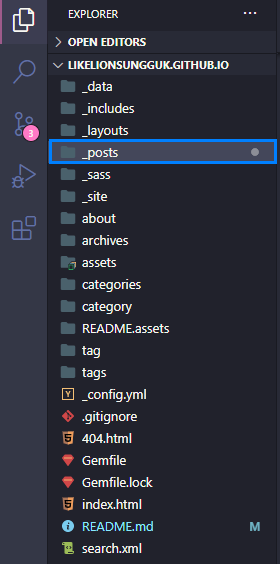 EXPLORER
OPEN EDITORS
LIKELIONSUNGGUK.GITHUB.IO
_data
_includes
_layouts
_posts
_sass
_site
about
archives
assets
categories
category
README.assets
tag
tags
_config.yml
.gitignore
404.html
Gemfile
Gemfile.lock
index.html
README.md M
search.xml
3